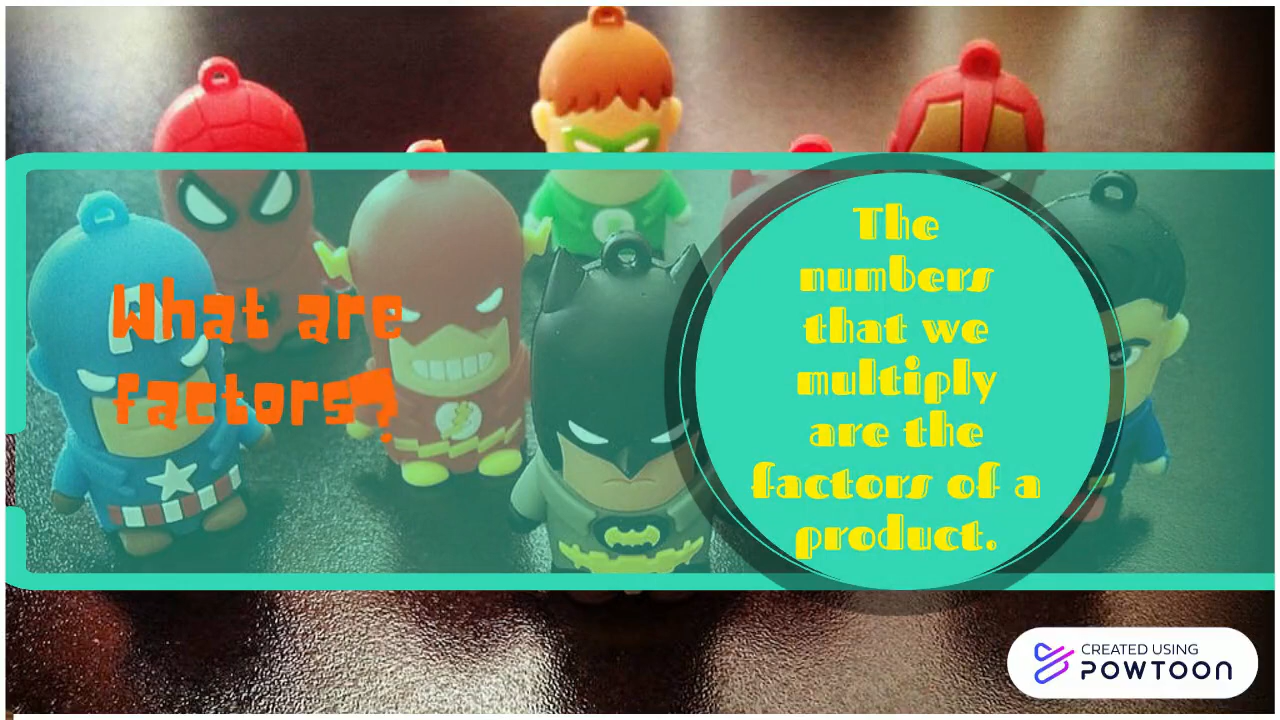 What are
factors?
The
numbers
that we
multiply
are the
factors of a
product.
CREATED USING
POWTOON